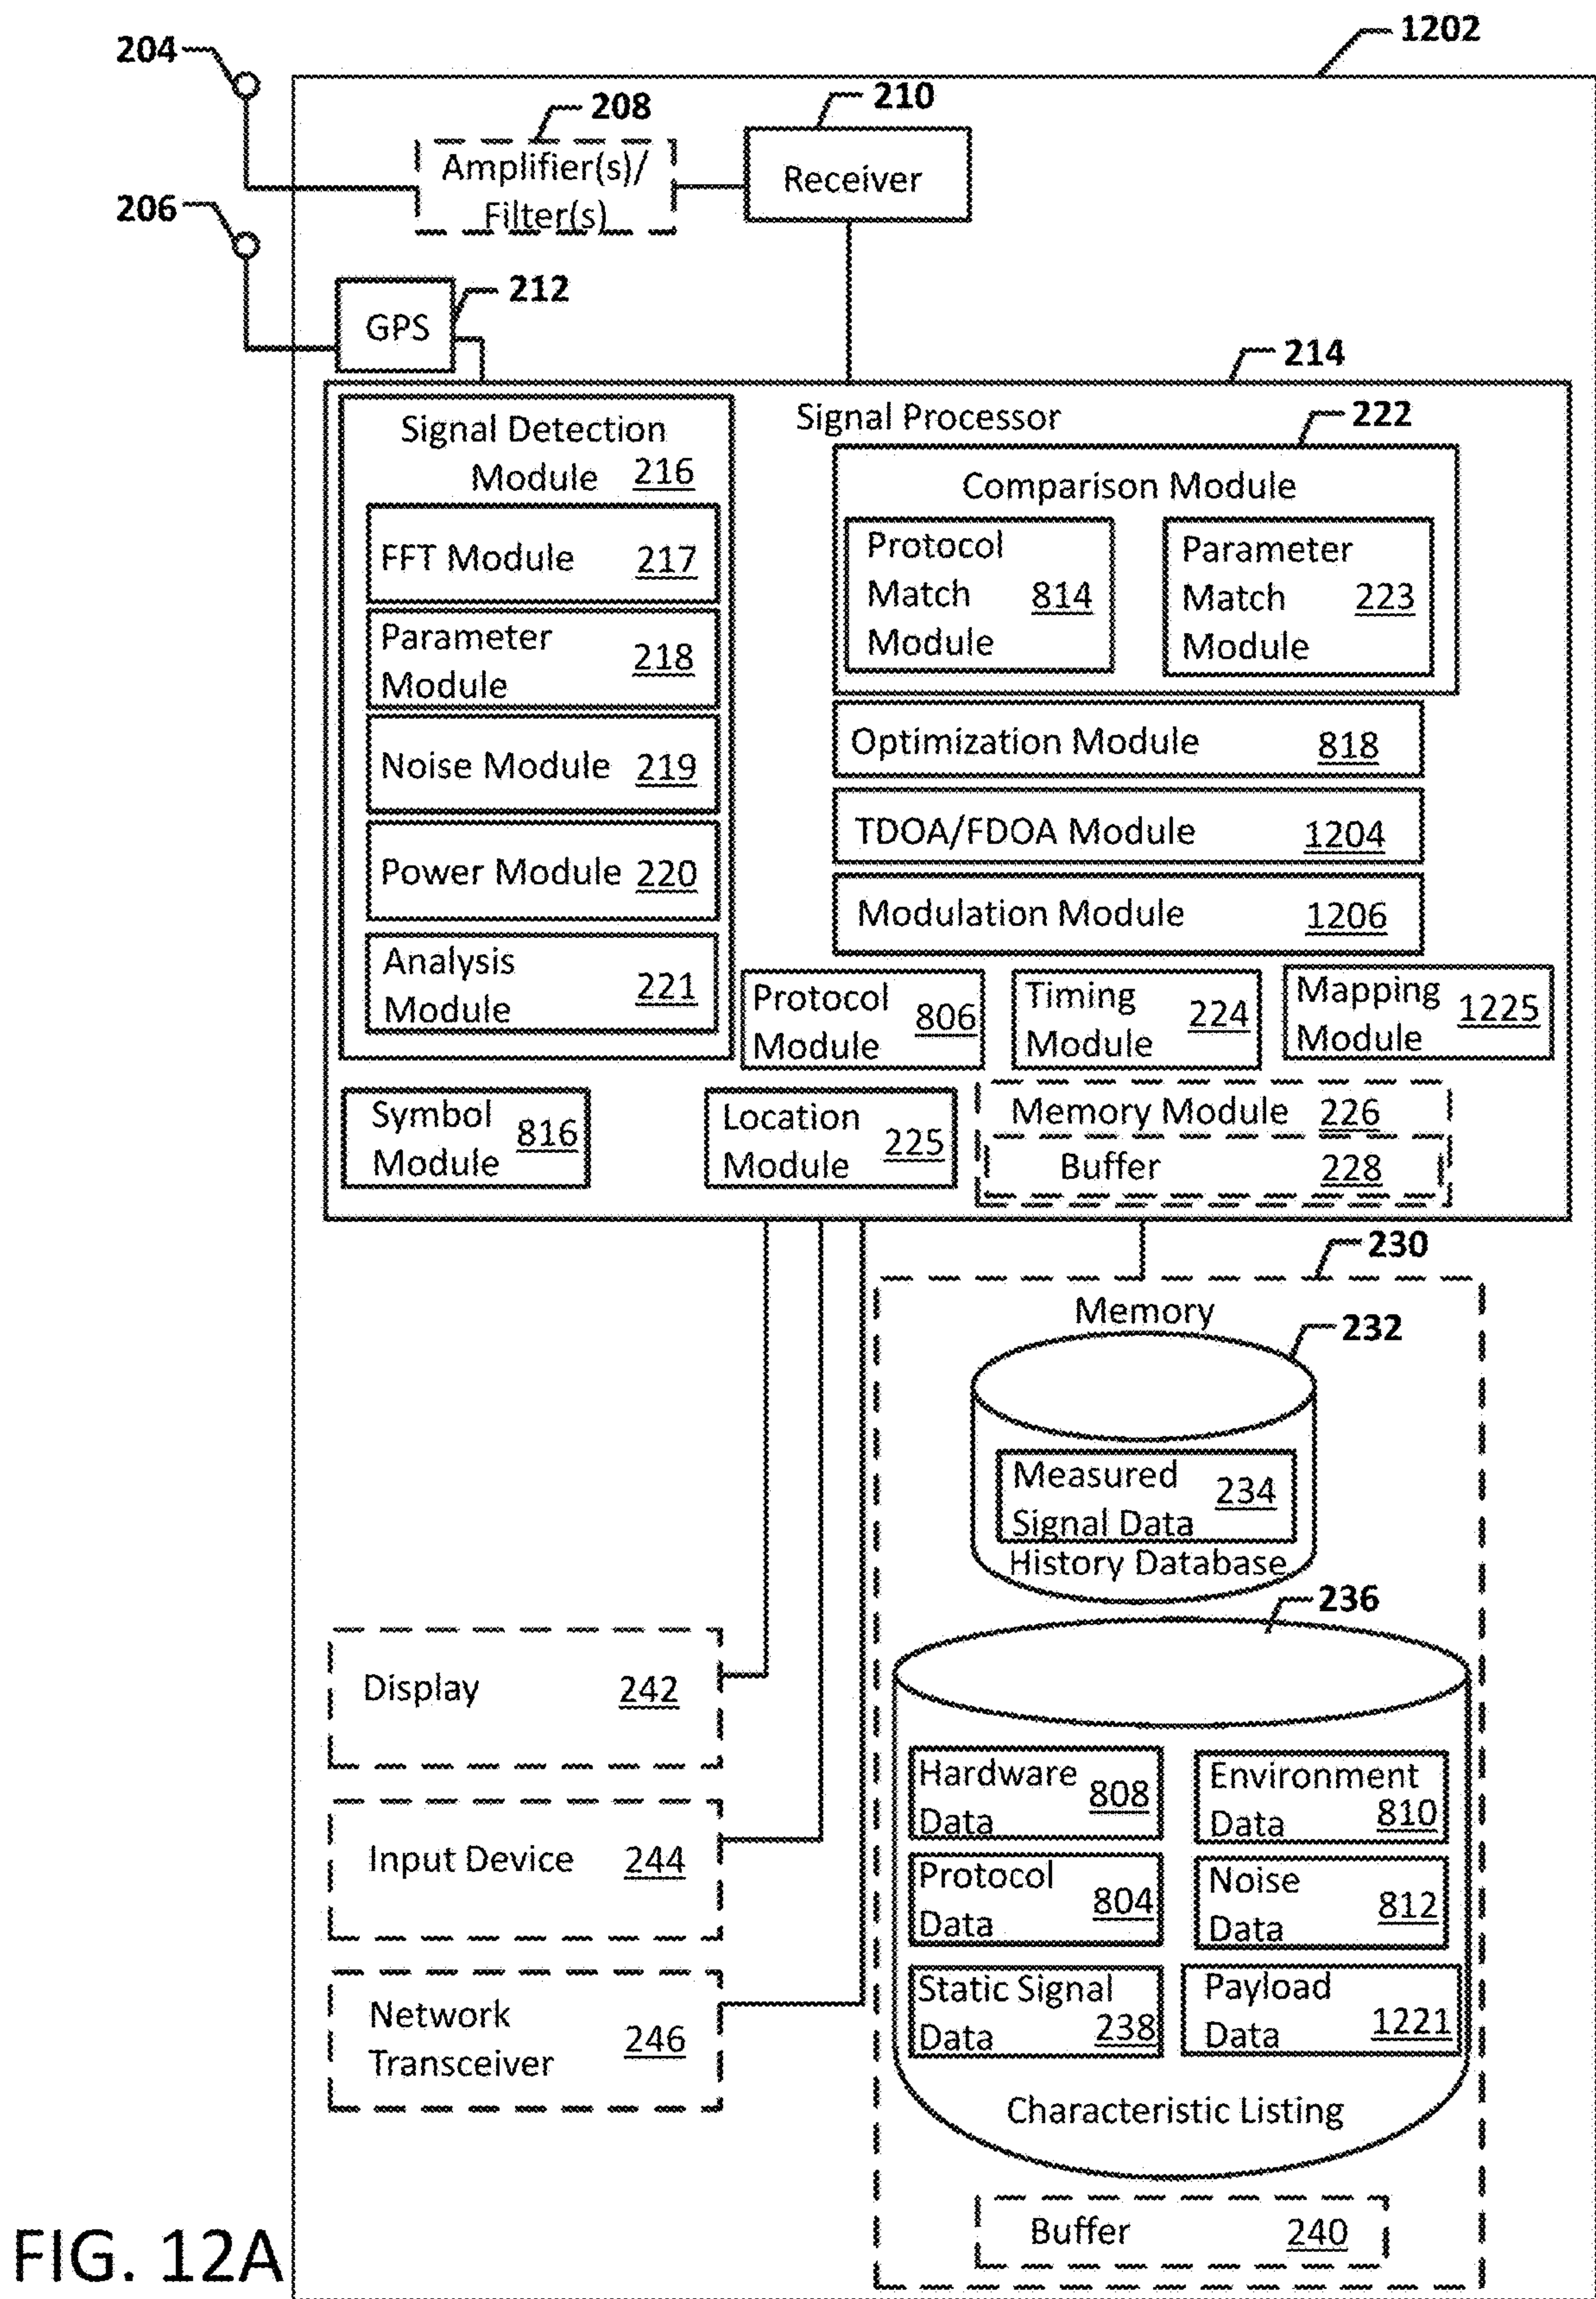 1202
204
208
210
Amplifier(s)/
Filter(s)
Receiver
206
212
GPS
214
Signal Processor
Signal Detection
Module 216
FFT Module 217
Parameter
Module 218
Noise Module 219
Power Module 220
Analysis
Module 221
222
Comparison Module
Protocol
Match 814
Module
Parameter
Match 223
Module
Optimization Module 818
TDOA/FDOA Module 1204
Modulation Module 1206
Protocol
Module 806
Timing
Module 224
Mapping
Module 1225
Symbol
Module 816
Location
Module 225
Memory Module 226
Buffer 228
230
Memory
232
Measured
Signal Data 234
History Database
236
Display 242
Input Device 244
Network
Transceiver 246
Hardware
Data 808
Environment
Data 810
Protocol
Data 804
Noise
Data 812
Static Signal
Data 238
Payload
Data 1221
Characteristic Listing
Buffer 240
FIG. 12A